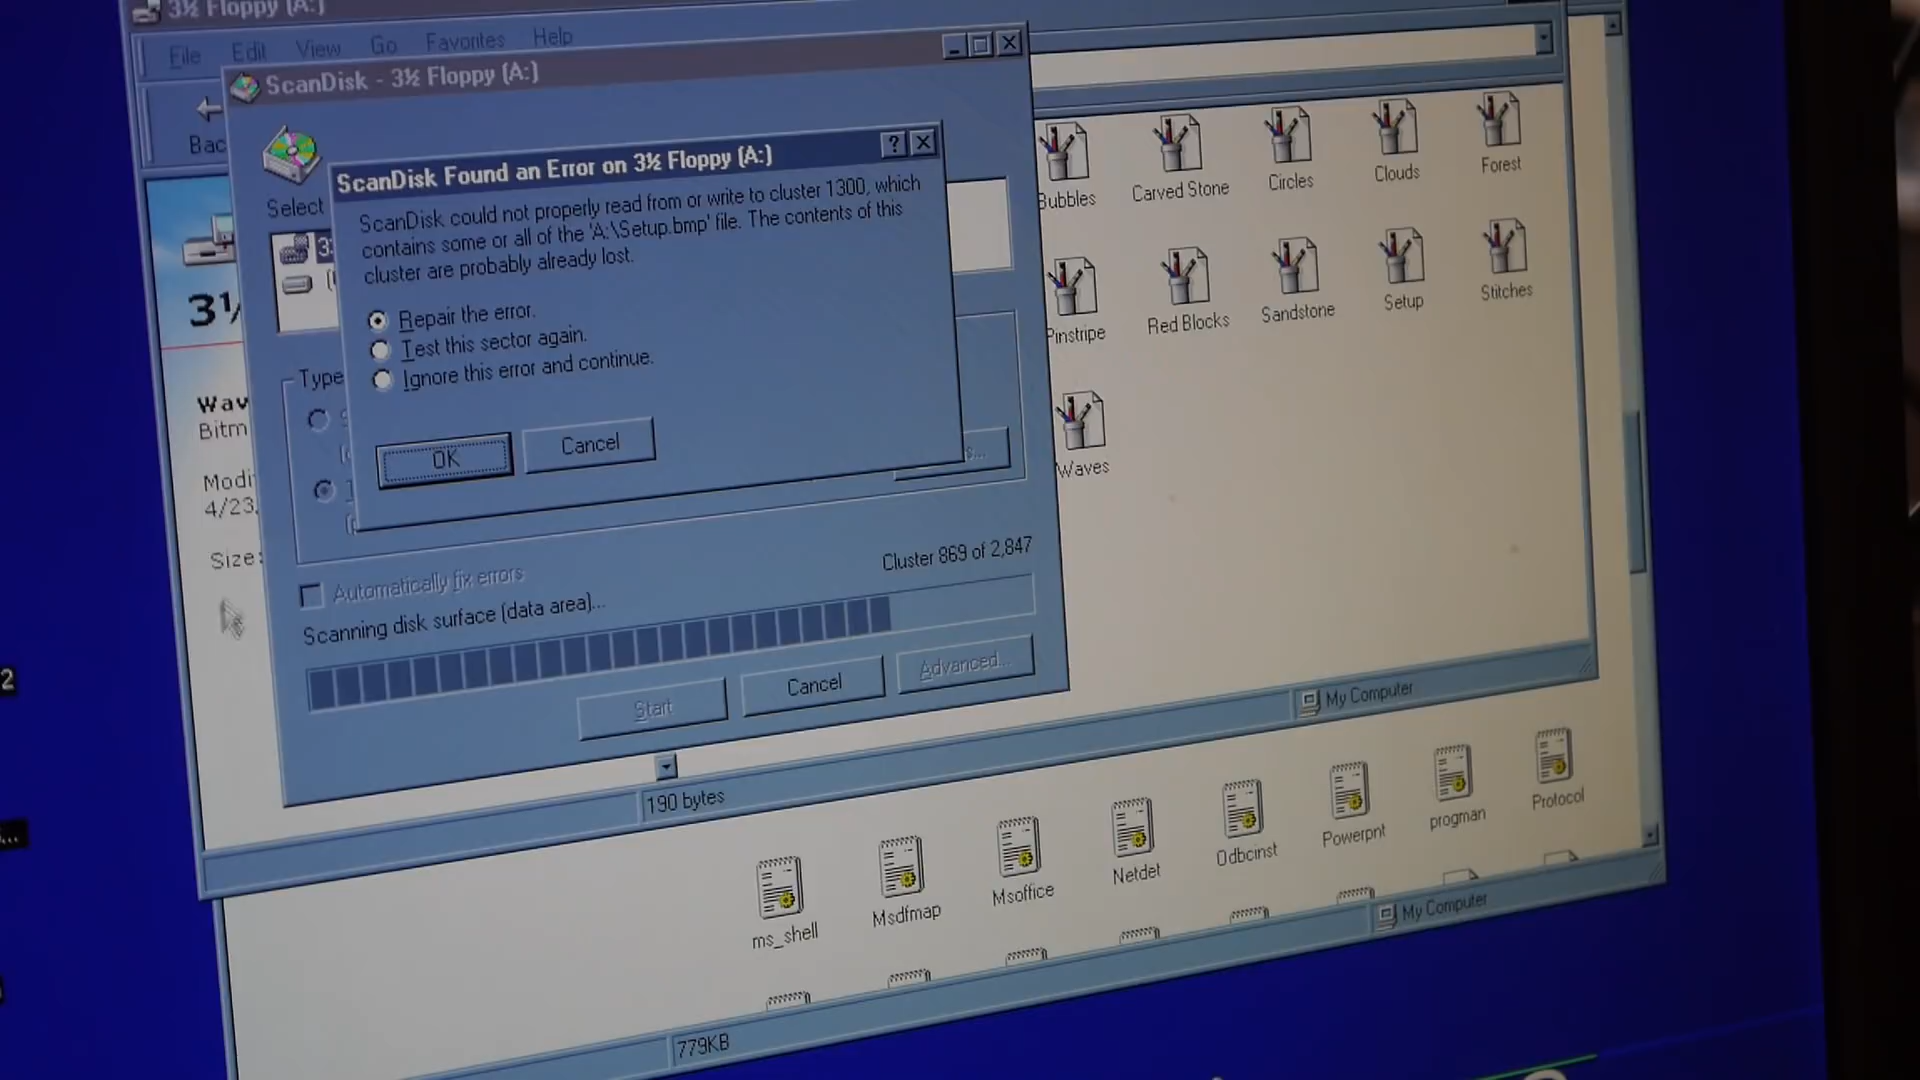 3½ Floppy (A:)
File Edit View Go Favorites Help
ScanDisk - 3½ Floppy (A:)
Select
ScanDisk Found an Error on 3½ Floppy (A:)
ScanDisk could not properly read from or write to cluster 1300, which
contains some or all of the 'A:\Setup.bmp' file. The contents of this
cluster are probably already lost.
Repair the error.
Test this sector again.
Ignore this error and continue.
OK Cancel
Type
Cluster 869 of 2,847
Automatically fix errors
Scanning disk surface (data area)...
Start Cancel Advanced...
Size:
4/23
Bubbles Carved Stone Circles Clouds Forest
Pinstripe Red Blocks Sandstone Setup Stitches
Waves
My Computer
190 bytes
ms_shell Msdfmap Msoffice Netdet Odbcinst Powerpnt progman Protocol
My Computer
779KB